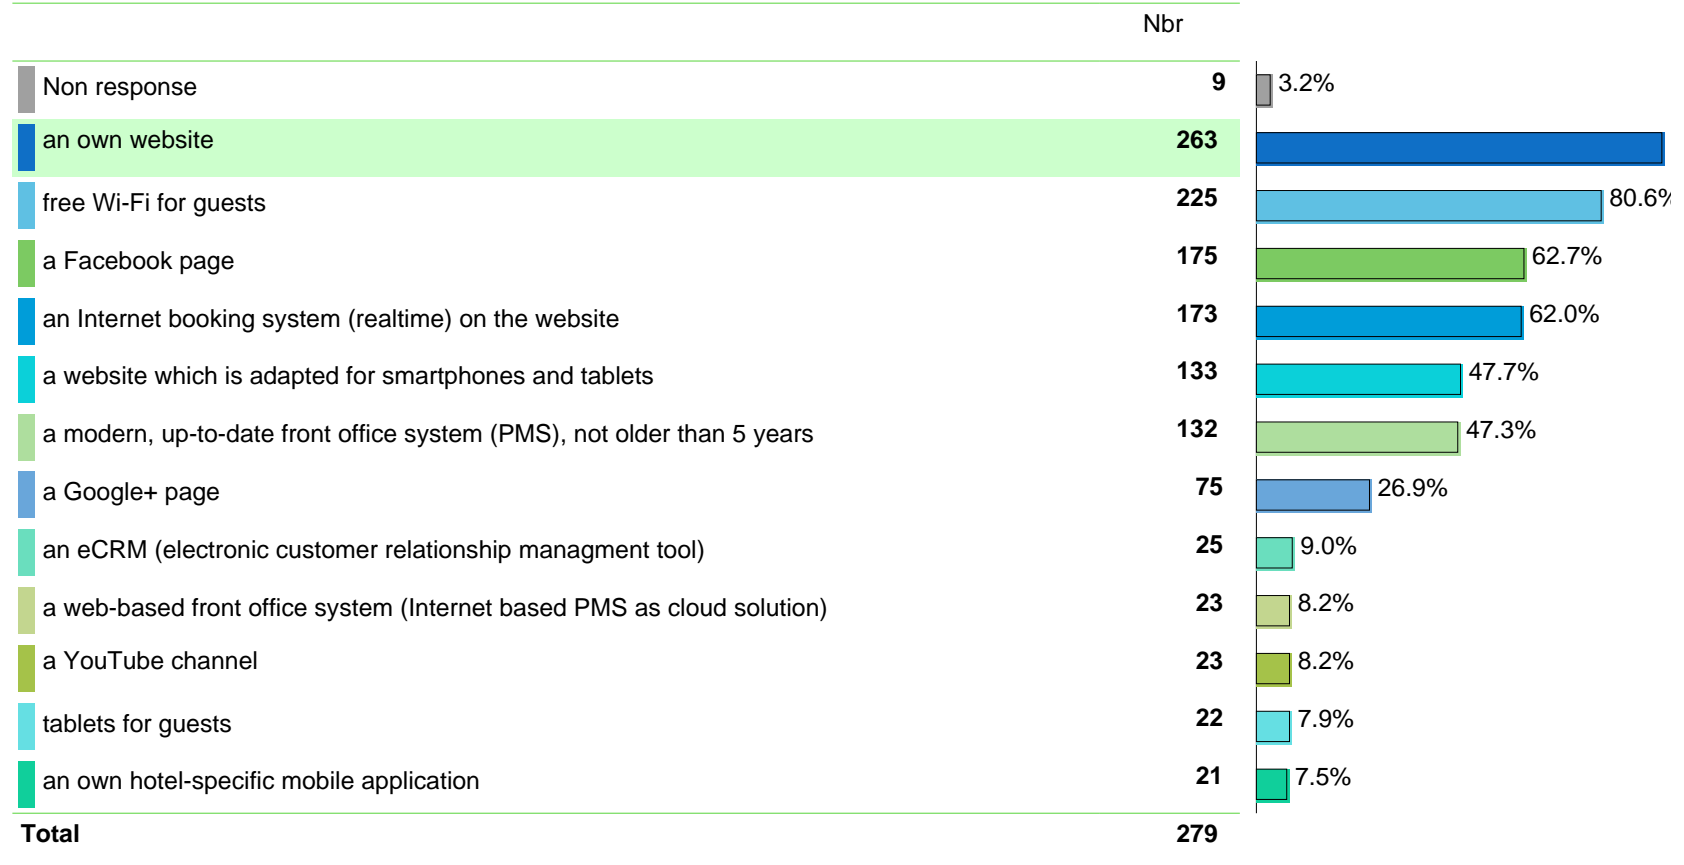 Nbr
Non response 9 3.2%
an own website 263
free Wi-Fi for guests 225 80.6%
a Facebook page 175 62.7%
an Internet booking system (realtime) on the website 173 62.0%
a website which is adapted for smartphones and tablets 133 47.7%
a modern, up-to-date front office system (PMS), not older than 5 years 132 47.3%
a Google+ page 75 26.9%
an eCRM (electronic customer relationship managment tool) 25 9.0%
a web-based front office system (Internet based PMS as cloud solution) 23 8.2%
a YouTube channel 23 8.2%
tablets for guests 22 7.9%
an own hotel-specific mobile application 21 7.5%
Total 279